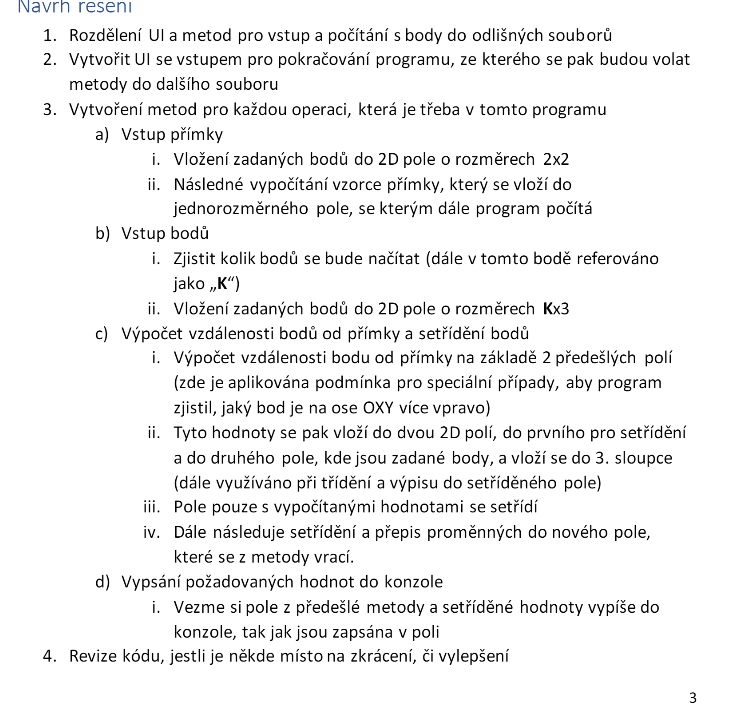 Návrh řešení
1. Rozdělení UI a metod pro vstup a počítání s body do odlišných souborů
2. Vytvořit UI se vstupem pro pokračování programu, ze kterého se pak budou volat
metody do dalšího souboru
3. Vytvoření metod pro každou operaci, která je třeba v tomto programu
a) Vstup přímky
i. Vložení zadaných bodů do 2D pole o rozměrech 2x2
ii. Následné vypočítání vzorce přímky, který se vloží do
jednorozměrného pole, se kterým dále program počítá
b) Vstup bodů
i. Zjistit kolik bodů se bude načítat (dále v tomto bodě referováno
jako „K“)
ii. Vložení zadaných bodů do 2D pole o rozměrech Kx3
c) Výpočet vzdálenosti bodů od přímky a setřídění bodů
i. Výpočet vzdálenosti bodu od přímky na základě 2 předešlých polí
(zde je aplikována podmínka pro speciální případy, aby program
zjistil, jaký bod je na ose OXY více vpravo)
ii. Tyto hodnoty se pak vloží do dvou 2D polí, do prvního pro setřídění
a do druhého pole, kde jsou zadané body, a vloží se do 3. sloupce
(dále využíváno při třídění a výpisu do setříděného pole)
iii. Pole pouze s vypočítanými hodnotami se setřídí
iv. Dále následuje setřídění a přepis proměnných do nového pole,
které se z metody vrací.
d) Vypsání požadovaných hodnot do konzole
i. Vezme si pole z předešlé metody a setříděné hodnoty vypíše do
konzole, tak jak jsou zapsána v poli
4. Revize kódu, jestli je někde místo na zkrácení, či vylepšení
3